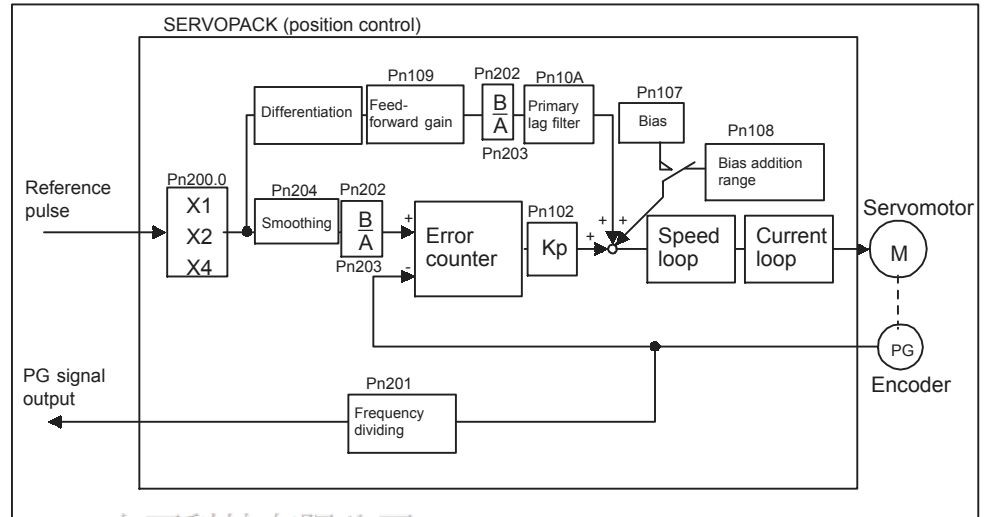 SERVOPACK (position control)
Pn109
Pn202
Pn10A
Pn107
Differentiation
Feed-
forward gain
B
A
Primary
lag filter
Bias
Pn108
Pn203
Bias addition
range
Reference
pulse
Pn200.0
X1
X2
X4
Pn204
Smoothing
Pn202
B
A
Pn203
+
-
Error
counter
Pn102
Kp
+
+
+
Speed
loop
Current
loop
Servomotor
M
PG
Encoder
PG signal
output
Pn201
Frequency
dividing